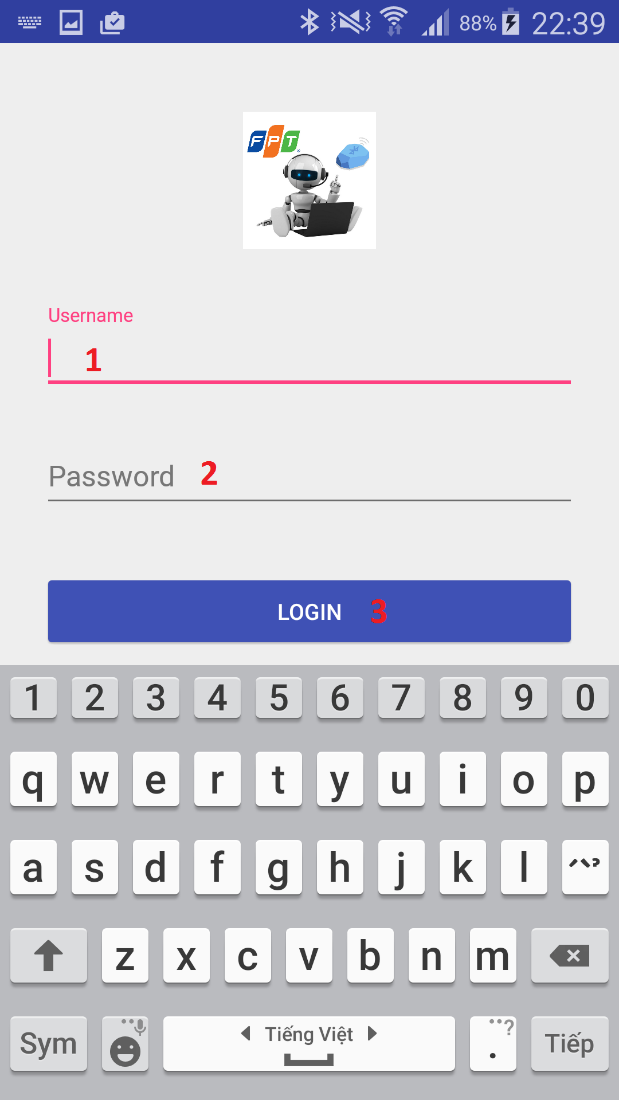 88% 22:39
FPT
Username
1
Password 2
LOGIN 3
1 2 3 4 5 6 7 8 9 0
q w e r t y u i o p
a s d f g h j k l
z x c v b n m
Sym Tiếng Việt . ? Tiếp